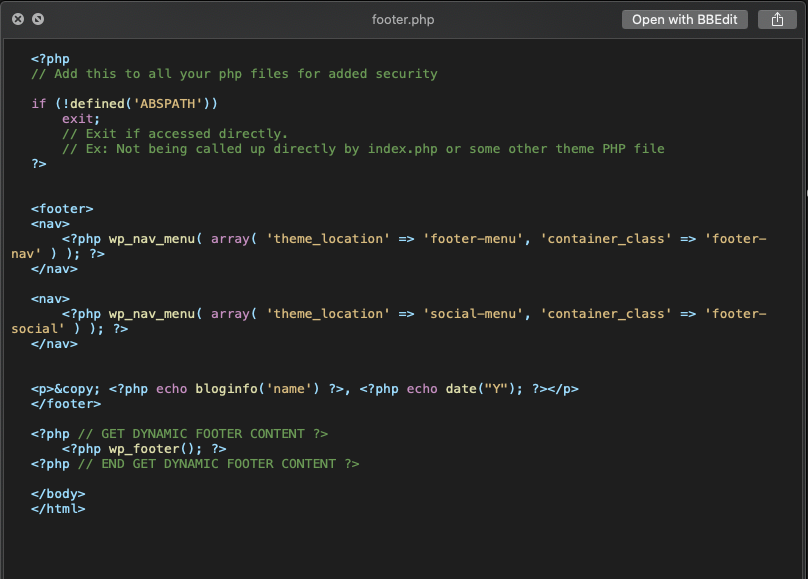 footer.php
Open with BBEdit
<?php
// Add this to all your php files for added security
if (!defined('ABSPATH'))
exit;
// Exit if accessed directly.
// Ex: Not being called up directly by index.php or some other theme PHP file
?>
<footer>
<nav>
<?php wp_nav_menu( array( 'theme_location' => 'footer-menu', 'container_class' => 'footer-
nav' ) ); ?>
</nav>
<nav>
<?php wp_nav_menu( array( 'theme_location' => 'social-menu', 'container_class' => 'footer-
social' ) ); ?>
</nav>
<p>&copy; <?php echo bloginfo('name') ?>, <?php echo date("Y"); ?></p>
</footer>
<?php // GET DYNAMIC FOOTER CONTENT ?>
<?php wp_footer(); ?>
<?php // END GET DYNAMIC FOOTER CONTENT ?>
</body>
</html>